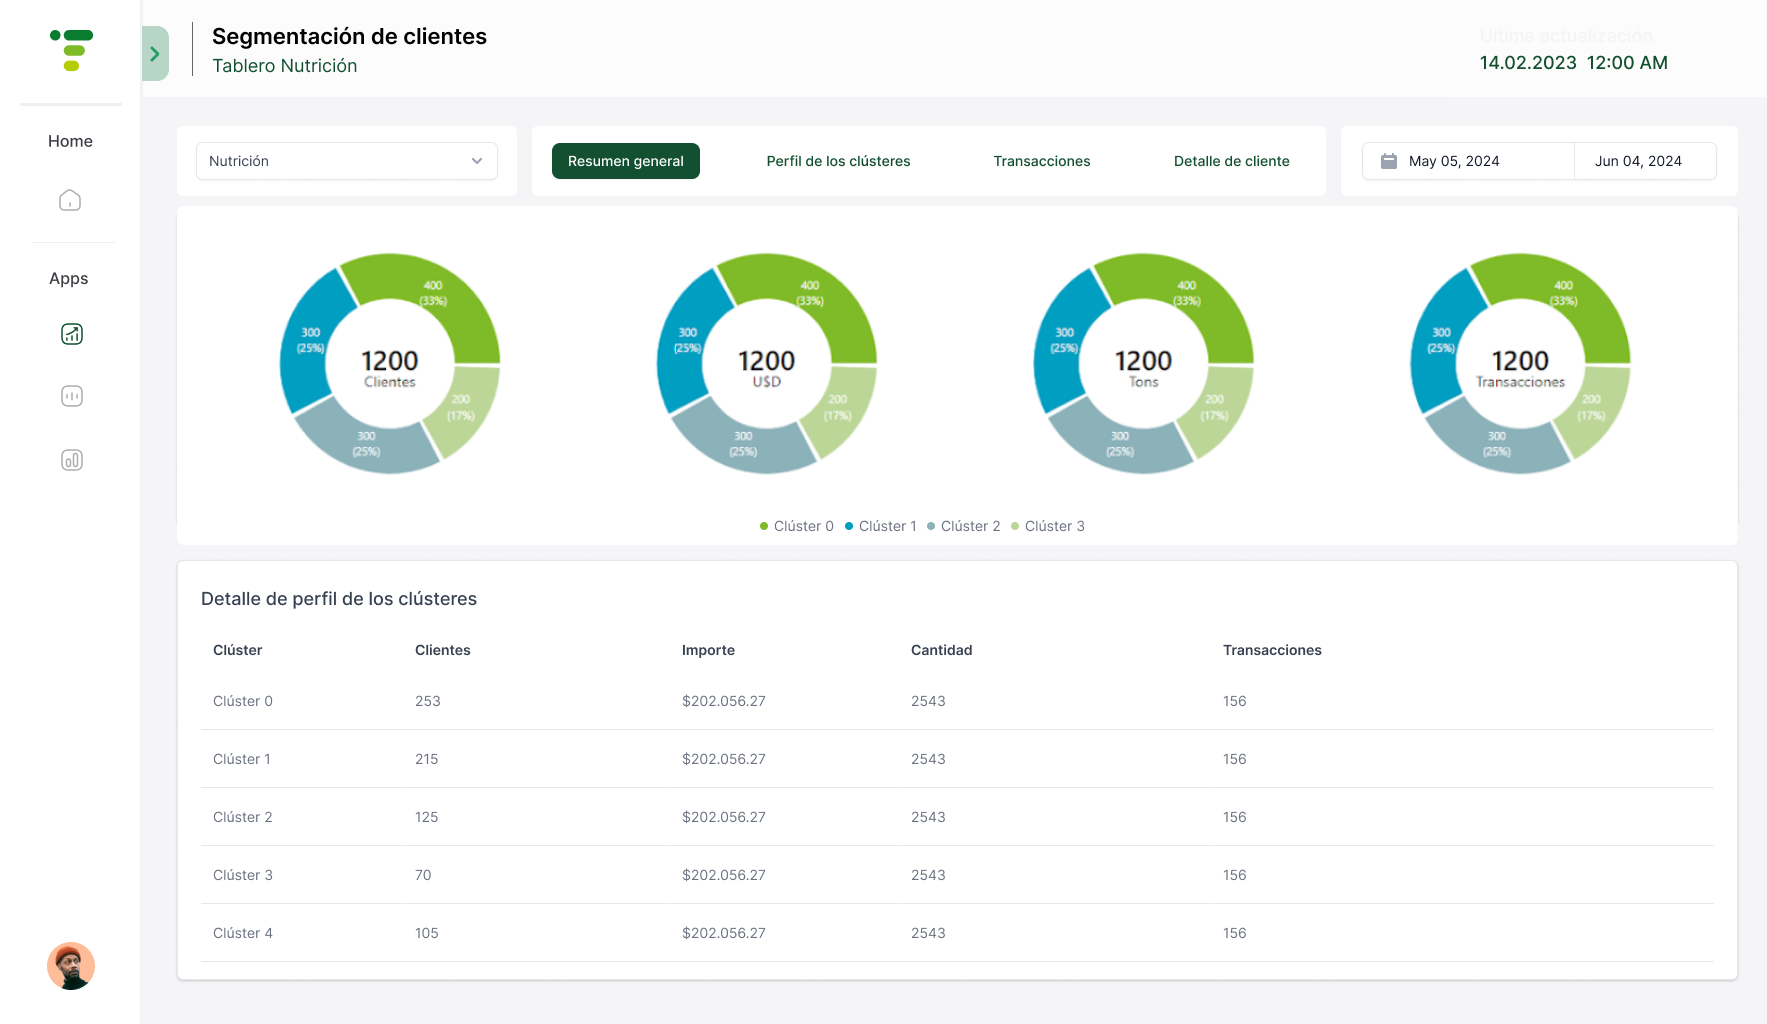 Segmentación de clientes
Tablero Nutrición
Ultima actualización
14.02.2023 12:00 AM
Home
Apps
Nutrición
Resumen general
Perfil de los clústeres
Transacciones
Detalle de cliente
May 05, 2024
Jun 04, 2024
400
(33%)
300
(25%)
1200
Clientes
200
(17%)
300
(25%)
400
(33%)
300
(25%)
1200
U$D
200
(17%)
300
(25%)
400
(33%)
300
(25%)
1200
Tons
200
(17%)
300
(25%)
400
(33%)
300
(25%)
1200
Transacciones
200
(17%)
300
(25%)
Clúster 0 Clúster 1 Clúster 2 Clúster 3
Detalle de perfil de los clústeres
Clúster Clientes Importe Cantidad Transacciones
Clúster 0 253 $202.056.27 2543 156
Clúster 1 215 $202.056.27 2543 156
Clúster 2 125 $202.056.27 2543 156
Clúster 3 70 $202.056.27 2543 156
Clúster 4 105 $202.056.27 2543 156